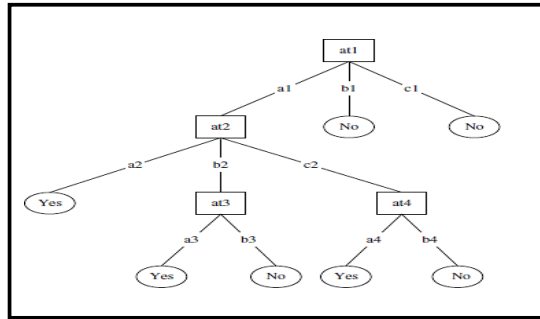 at1
a1 b1 c1
at2 No No
a2 b2 c2
Yes at3 at4
a3 b3 a4 b4
Yes No Yes No